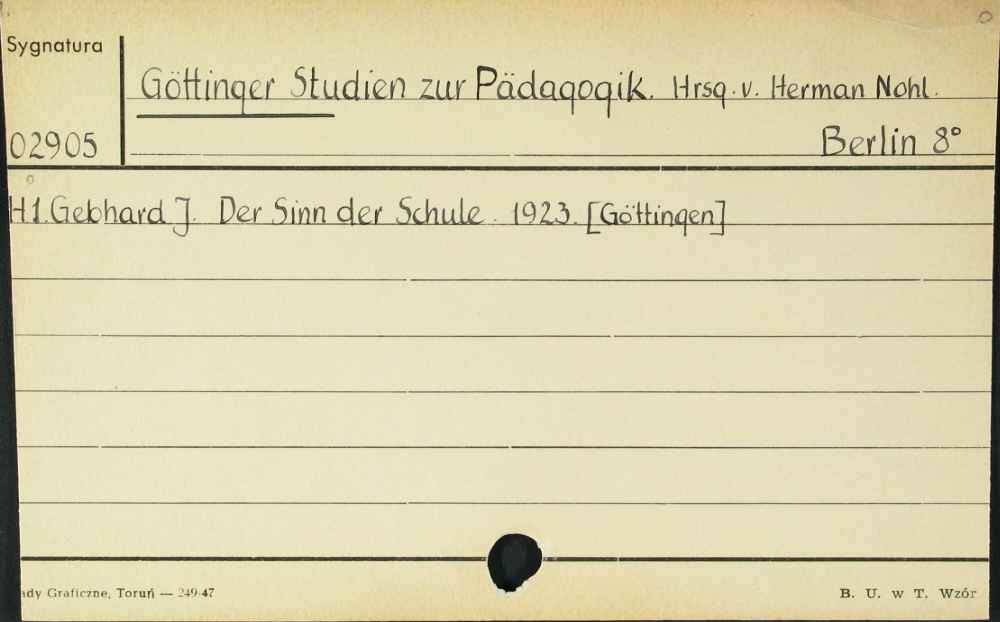 Sygnatura
Göttinger Studien zur Pädagogik. Hrsg. v. Herman Nohl.
02905
Berlin 8°
H1. Gebhard J. Der Sinn der Schule. 1923. [Göttingen]
ady Graficzne, Toruń — 249-47
B. U. w T. Wzór